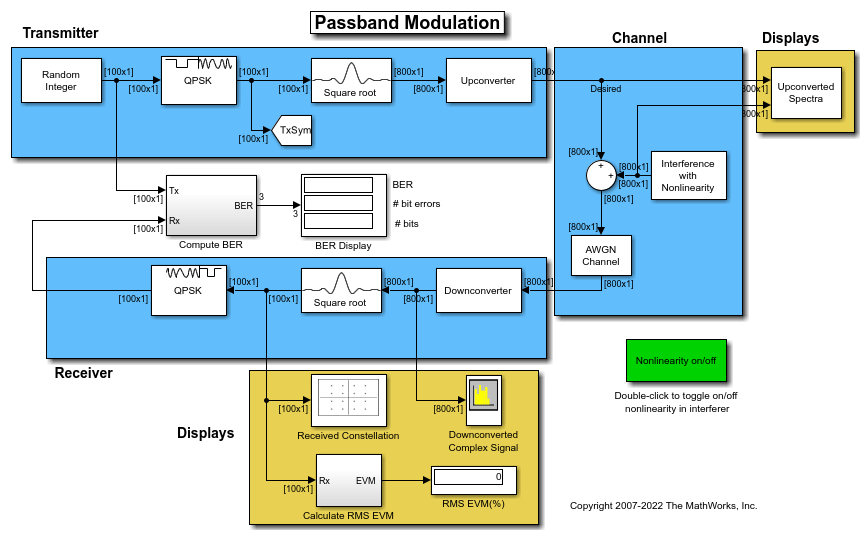 Passband Modulation
Transmitter
Channel
Displays
Random
Integer
[100x1]
[100x1]
QPSK
[100x1]
[100x1]
TxSym
[100x1]
Square root
[800x1]
[800x1]
Upconverter
[800x
Desired
800x1]
800x1]
Upconverted
Spectra
[800x1]
+
+
[800x1]
[800x1]
Interference
with
Nonlinearity
[800x1]
[800x1]
AWGN
Channel
[800x1]
Tx
[100x1]
Rx
[100x1]
BER
3
Compute BER
3
BER
# bit errors
# bits
BER Display
[100x1]
QPSK
[100x1]
[100x1]
Square root
[800x1]
[800x1]
Downconverter
[800x1]
Receiver
Nonlinearity on/off
Double-click to toggle on/off
nonlinearity in interferer
Displays
[100x1]
Received Constellation
[800x1]
Downconverted
Complex Signal
[100x1]
Rx
EVM
Calculate RMS EVM
0
RMS EVM(%)
Copyright 2007-2022 The MathWorks, Inc.